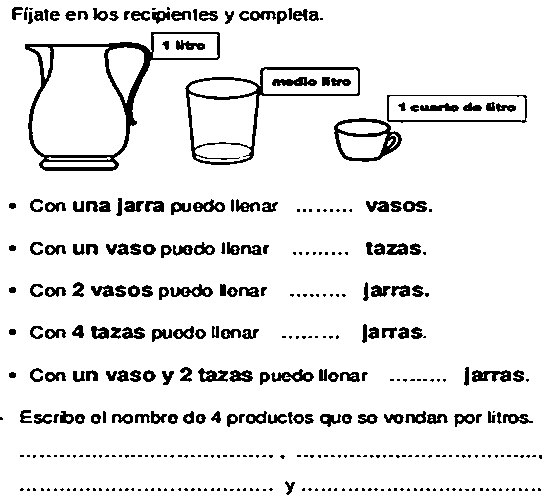 Fíjate en los recipientes y completa.
1 litro
medio litro
1 cuarto de litro
• Con una jarra puedo llenar ......... vasos.
• Con un vaso puedo llenar ......... tazas.
• Con 2 vasos puedo llenar ......... jarras.
• Con 4 tazas puedo llenar ......... jarras.
• Con un vaso y 2 tazas puedo llenar ......... jarras.
- Escribe el nombre de 4 productos que se vendan por litros.
...................................... , .....................................
...................................... y .....................................